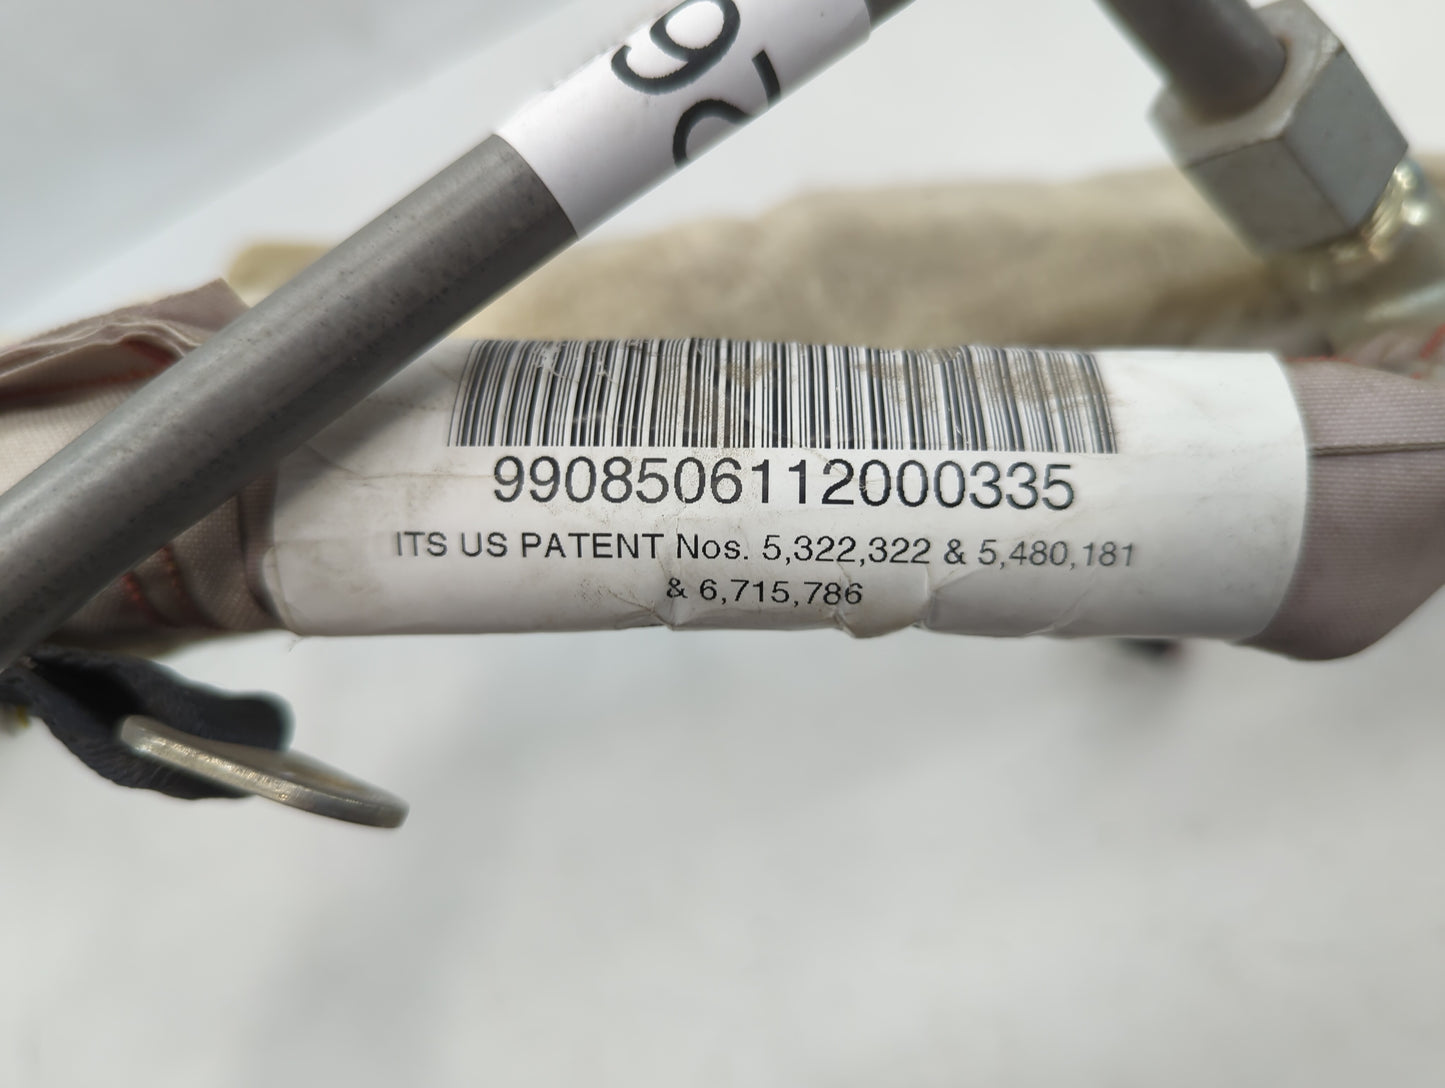 9908506112000335
ITS US PATENT Nos. 5,322,322 & 5,480,181
& 6,715,786